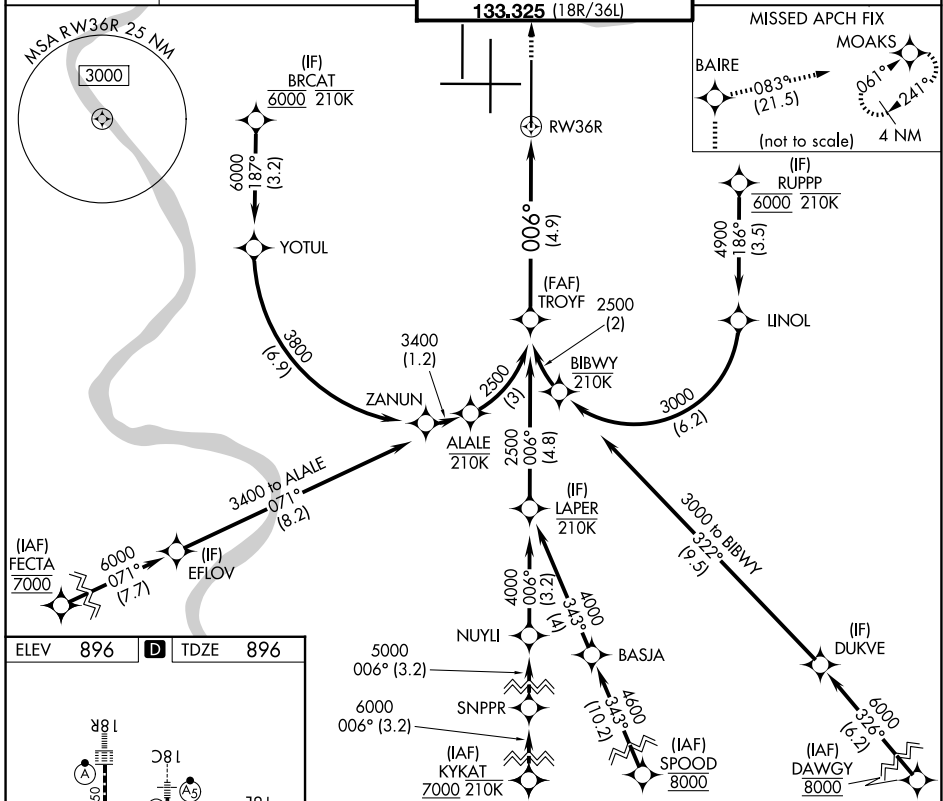 133.325 (18R/36L)
MSA RW36R 25 NM
3000
(IF)
BRCAT
6000 210K
6000
187°
(3.2)
YOTUL
3800
(6.9)
RW36R
006°
(4.9)
(FAF)
TROYF
MISSED APCH FIX
MOAKS
BAIRE
083°
(21.5)
061°
241°
4 NM
(not to scale)
(IF)
RUPPP
6000 210K
4900
186°
(3.5)
LINOL
2500
(2)
BIBWY
210K
3000
(6.2)
3400
(1.2)
ZANUN
ALALE
210K
2500
(3)
2500
006°
(4.8)
(IF)
LAPER
210K
3400 to ALALE
071°
(8.2)
(IAF)
FECTA
7000
6000
071°
(7.7)
(IF)
EFLOV
3000 to BIBWY
322°
(9.5)
4000
006°
(3.2)
4000
343°
(4)
NUYLI
BASJA
(IF)
DUKVE
5000
006° (3.2)
SNPPR
6000
006° (3.2)
(IAF)
KYKAT
7000 210K
4600
343°
(10.2)
(IAF)
SPOOD
8000
6000
326°
(6.2)
(IAF)
DAWGY
8000
ELEV 896 D TDZE 896
18R
18C
A
A5
50